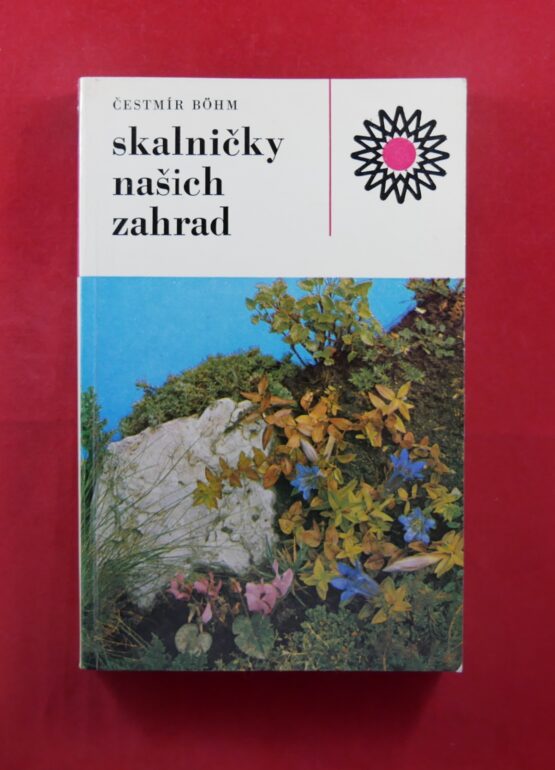 ČESTMÍR BÖHM
skalničky
našich
zahrad